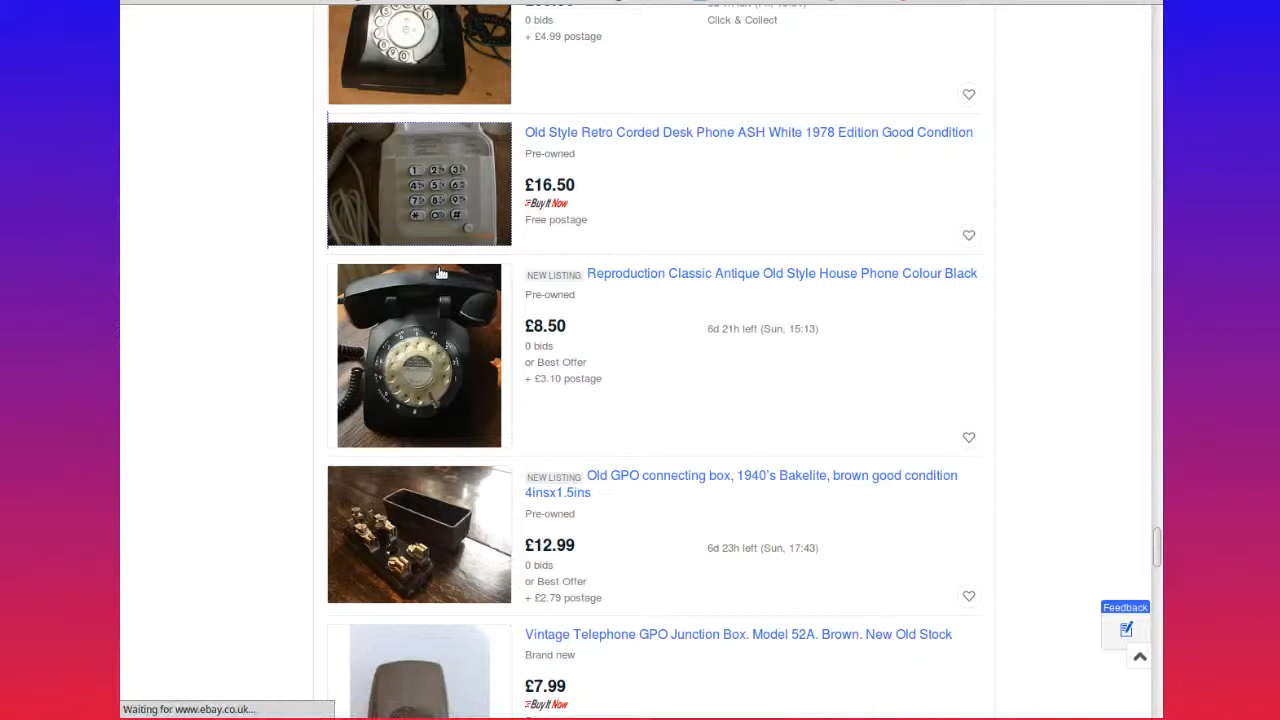 0 bids
Click & Collect
+ £4.99 postage
Old Style Retro Corded Desk Phone ASH White 1978 Edition Good Condition
Pre-owned
£16.50
Buy It Now
Free postage
NEW LISTING Reproduction Classic Antique Old Style House Phone Colour Black
Pre-owned
£8.50
6d 21h left (Sun, 15:13)
0 bids
or Best Offer
+ £3.10 postage
NEW LISTING Old GPO connecting box, 1940's Bakelite, brown good condition
4insx1.5ins
Pre-owned
£12.99
6d 23h left (Sun, 17:43)
0 bids
or Best Offer
+ £2.79 postage
Feedback
Vintage Telephone GPO Junction Box. Model 52A. Brown. New Old Stock
Brand new
£7.99
Buy It Now
Waiting for www.ebay.co.uk...